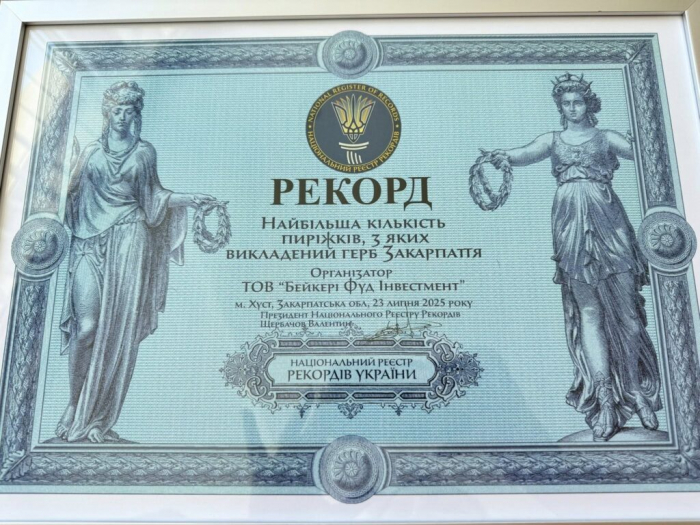 NATIONAL REGISTER OF RECORDS
НАЦІОНАЛЬНИЙ РЕЄСТР РЕКОРДІВ
РЕКОРД
Найбільша кількість
пиріжків, з яких
викладений герб Закарпаття
Організатор
ТОВ "Бейкері Фуд Інвестмент"
м. Хуст, Закарпатська обл, 23 липня 2025 року
Президент Національного Реєстру Рекордів
Щербачов Валентин
НАЦІОНАЛЬНИЙ РЕЄСТР
РЕКОРДІВ УКРАЇНИ